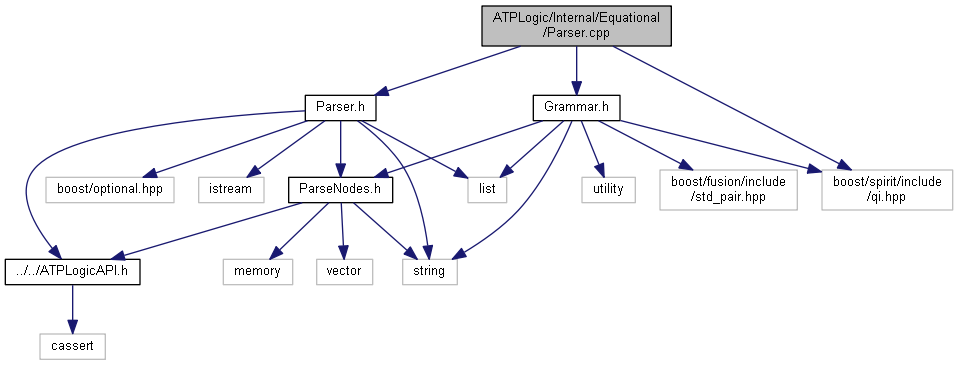 ATPLogic/Internal/Equational
/Parser.cpp
Parser.h
Grammar.h
boost/optional.hpp
istream
ParseNodes.h
list
utility
boost/fusion/include
/std_pair.hpp
boost/spirit/include
/qi.hpp
../../ATPLogicAPI.h
memory
vector
string
cassert